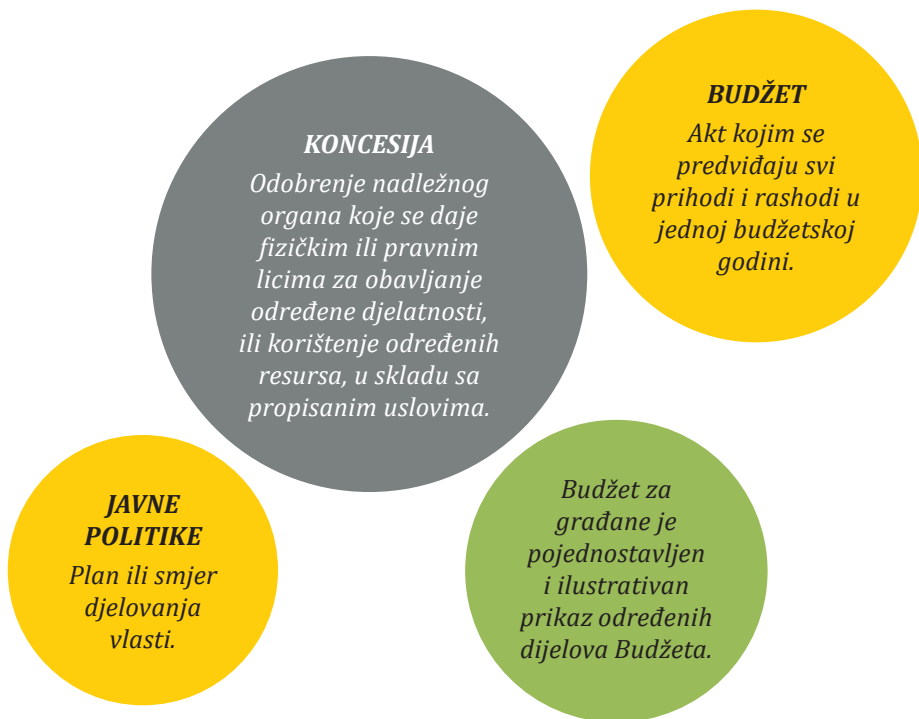 KONCESIJA
Odobrenje nadležnog
organa koje se daje
fizičkim ili pravnim
licima za obavljanje
određene djelatnosti,
ili korištenje određenih
resursa, u skladu sa
propisanim uslovima.
BUDŽET
Akt kojim se
predviđaju svi
prihodi i rashodi u
jednoj budžetskoj
godini.
JAVNE
POLITIKE
Plan ili smjer
djelovanja
vlasti.
Budžet za
građane je
pojednostavljen
i ilustrativan
prikaz određenih
dijelova Budžeta.